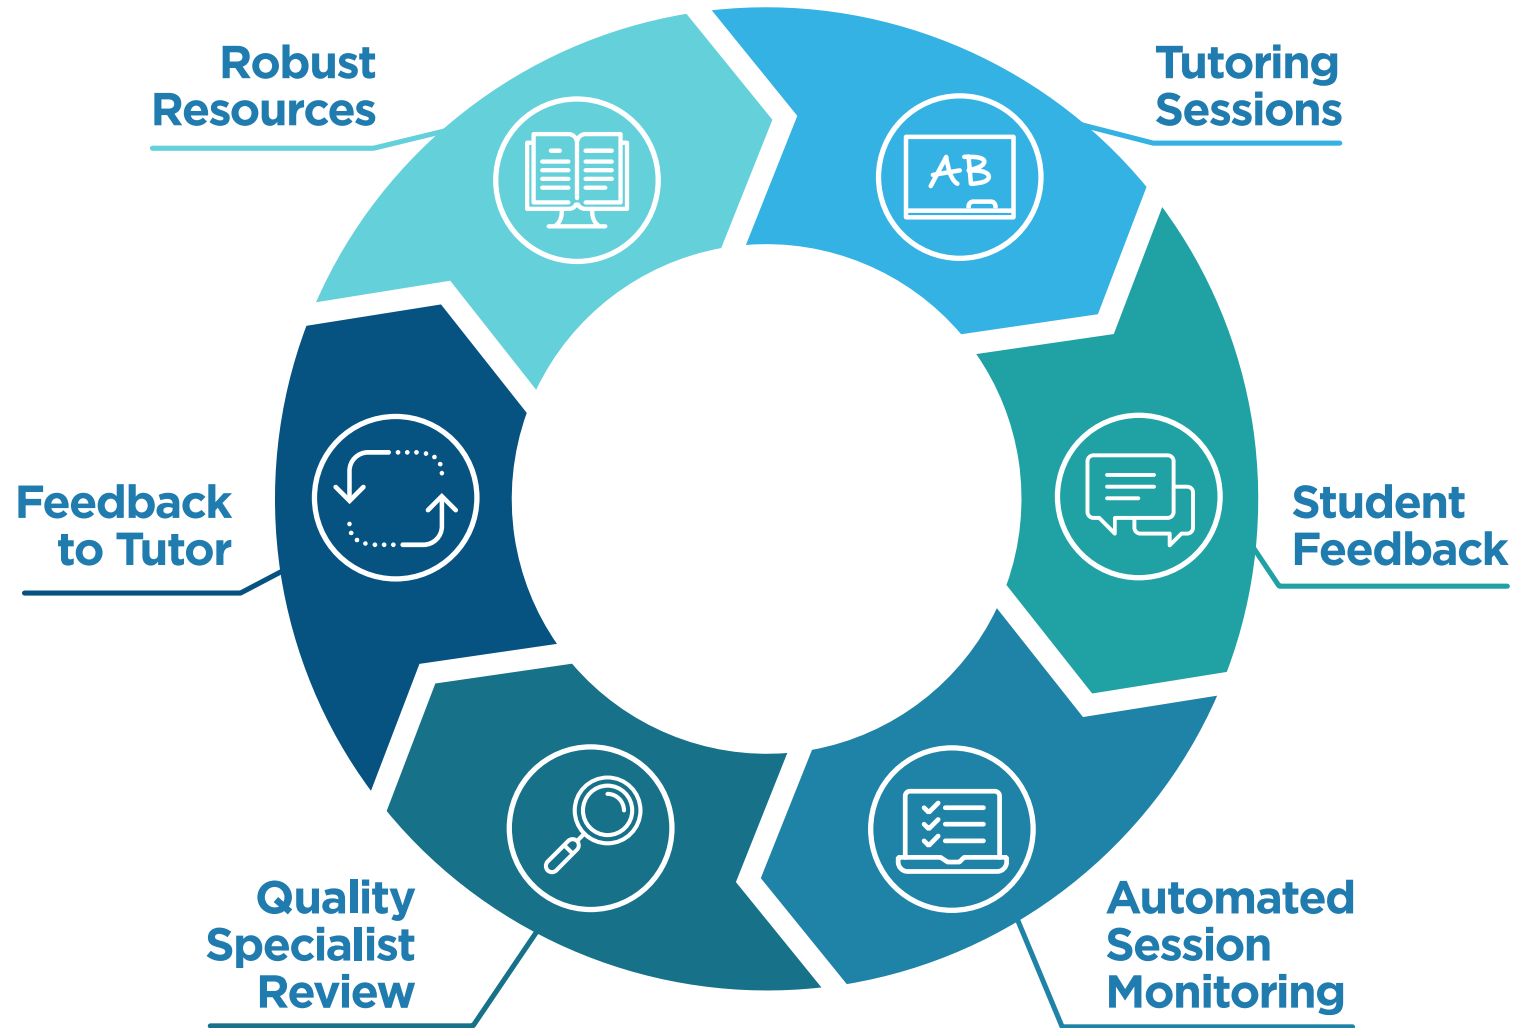 Robust
Resources
Tutoring
Sessions
AB
Feedback
to Tutor
Student
Feedback
Quality
Specialist
Review
Automated
Session
Monitoring